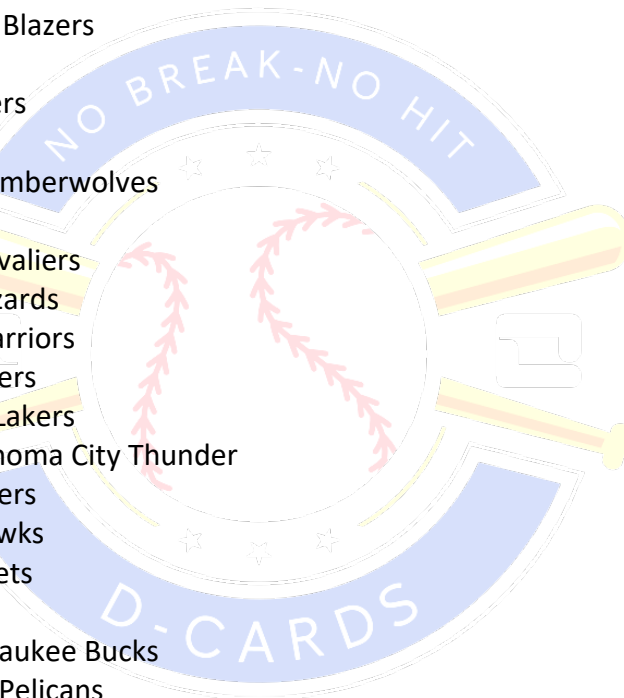 Blazers
NO BREAK-NO HIT
ers
mberwolves
valiers
zards
arriors
ers
Lakers
homa City Thunder
ers
wks
ets
D-CARDS
aukee Bucks
Pelicans